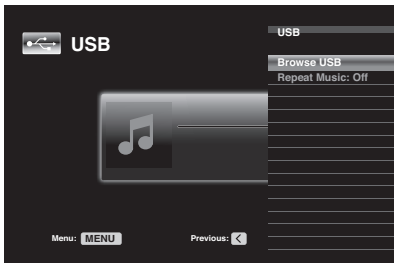 USB
USB
Browse USB
Repeat Music: Off
Menu: MENU
Previous: <